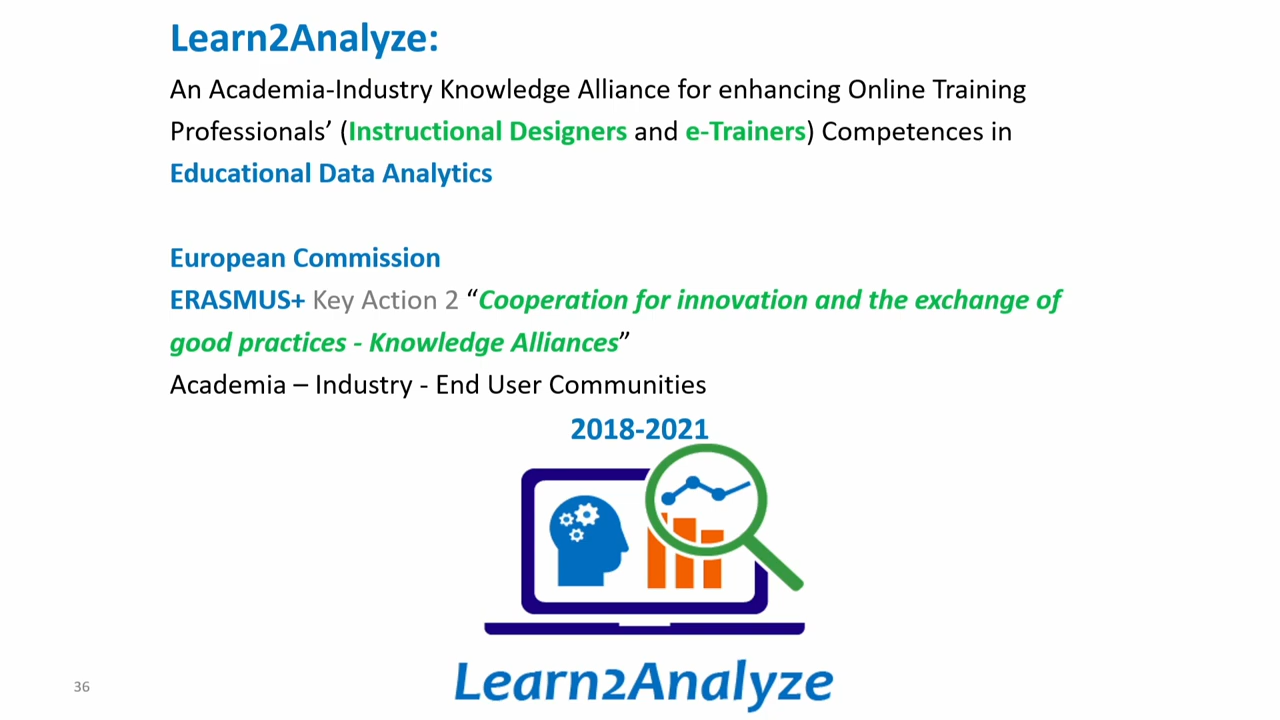 Learn2Analyze:
An Academia-Industry Knowledge Alliance for enhancing Online Training
Professionals’ (Instructional Designers and e-Trainers) Competences in
Educational Data Analytics
European Commission
ERASMUS+ Key Action 2 “Cooperation for innovation and the exchange of
good practices - Knowledge Alliances”
Academia – Industry - End User Communities
2018-2021
Learn2Analyze
36